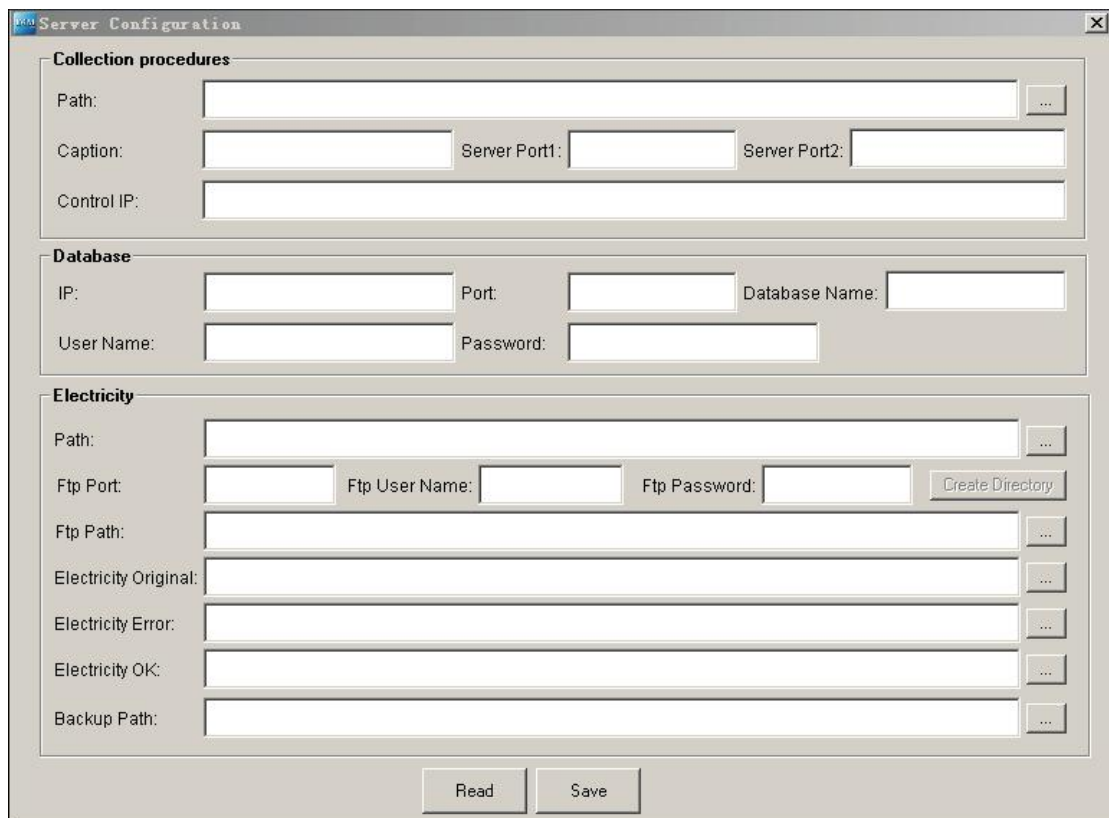 Server Configuration
Collection procedures
Path: ...
Caption: Server Port1: Server Port2:
Control IP:
Database
IP: Port: Database Name:
User Name: Password:
Electricity
Path: ...
Ftp Port: Ftp User Name: Ftp Password: Create Directory
Ftp Path: ...
Electricity Original: ...
Electricity Error: ...
Electricity OK: ...
Backup Path: ...
Read Save